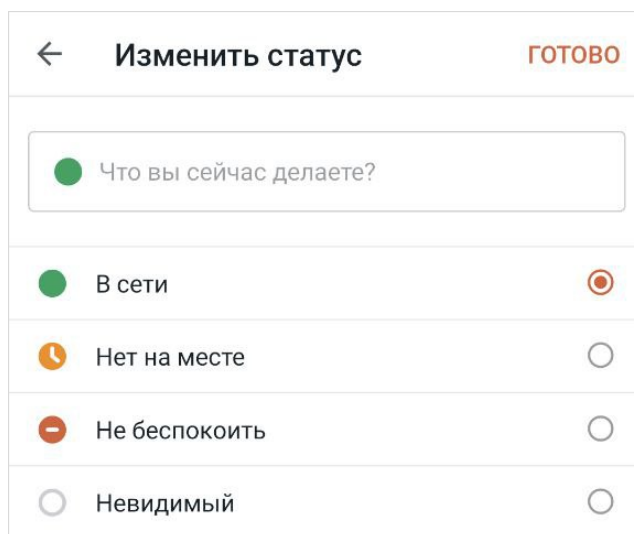 Изменить статус ГОТОВО
Что вы сейчас делаете?
В сети
Нет на месте
Не беспокоить
Невидимый